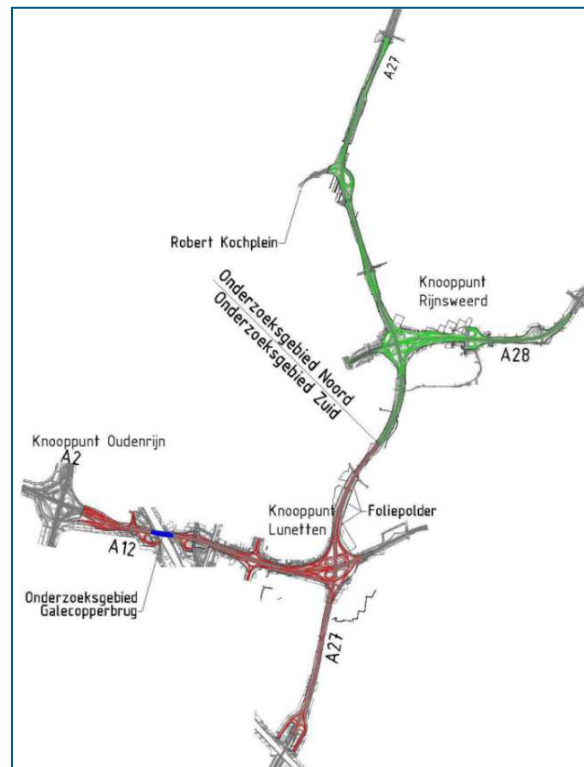 A27
Robert Kochplein
Knooppunt
Rijnsweerd
Onderzoeksgebied Noord
Onderzoeksgebied Zuid
A28
Knooppunt Oudenrijn
A2
Knooppunt
Lunetten
Foliepolder
A12
Onderzoeksgebied
Galecopperbrug
A27